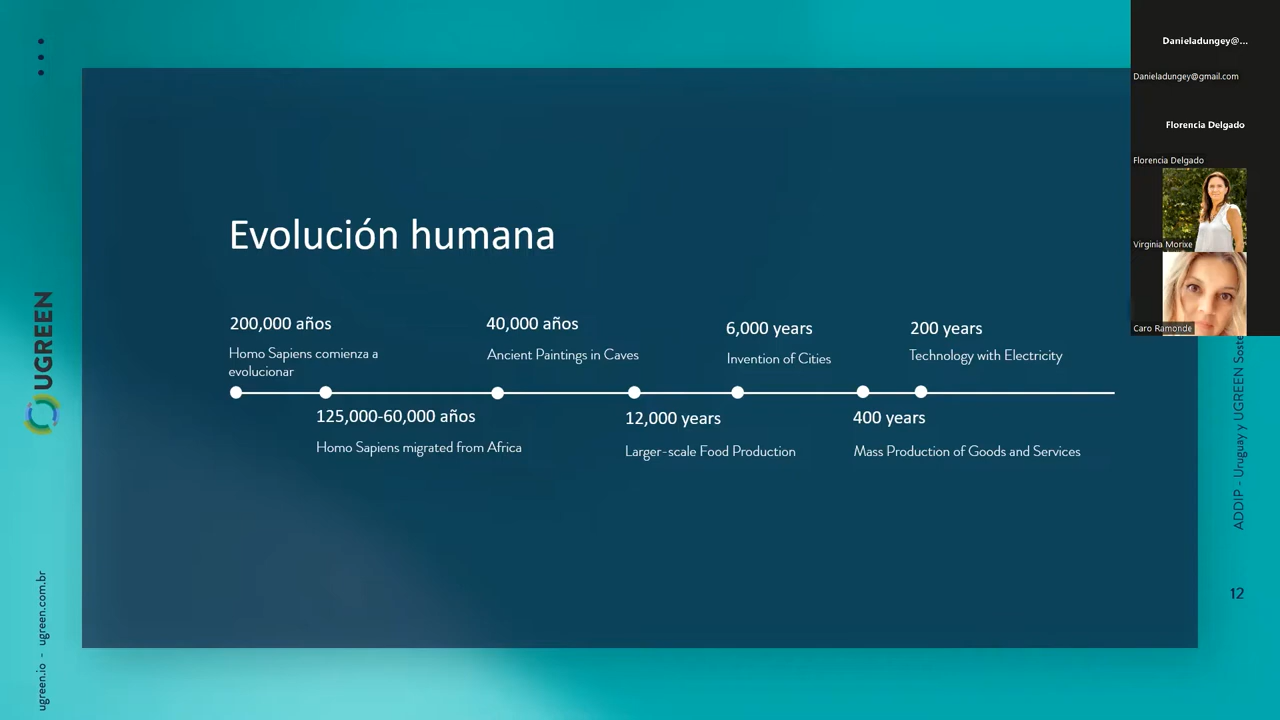 Evolución humana
200,000 años
Homo Sapiens comienza a
evolucionar
40,000 años
Ancient Paintings in Caves
6,000 years
Invention of Cities
200 years
Technology with Electricity
125,000-60,000 años
Homo Sapiens migrated from Africa
12,000 years
Larger-scale Food Production
400 years
Mass Production of Goods and Services
UGREEN
ugreen.io - ugreen.com.br
Danieladungey@...
Danieladungey@gmail.com
Florencia Delgado
Florencia Delgado
Virginia Morixe
Caro Ramonde
ADDIP - Uruguay y UGREEN Soste
12